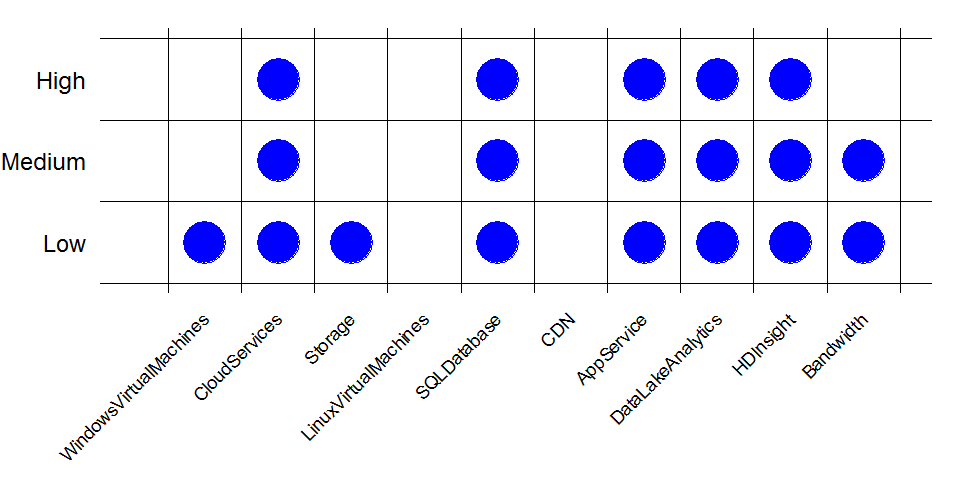 High
Medium
Low
WindowsVirtualMachines
CloudServices
Storage
LinuxVirtualMachines
SQLDatabase
CDN
AppService
DataLakeAnalytics
HDInsight
Bandwidth